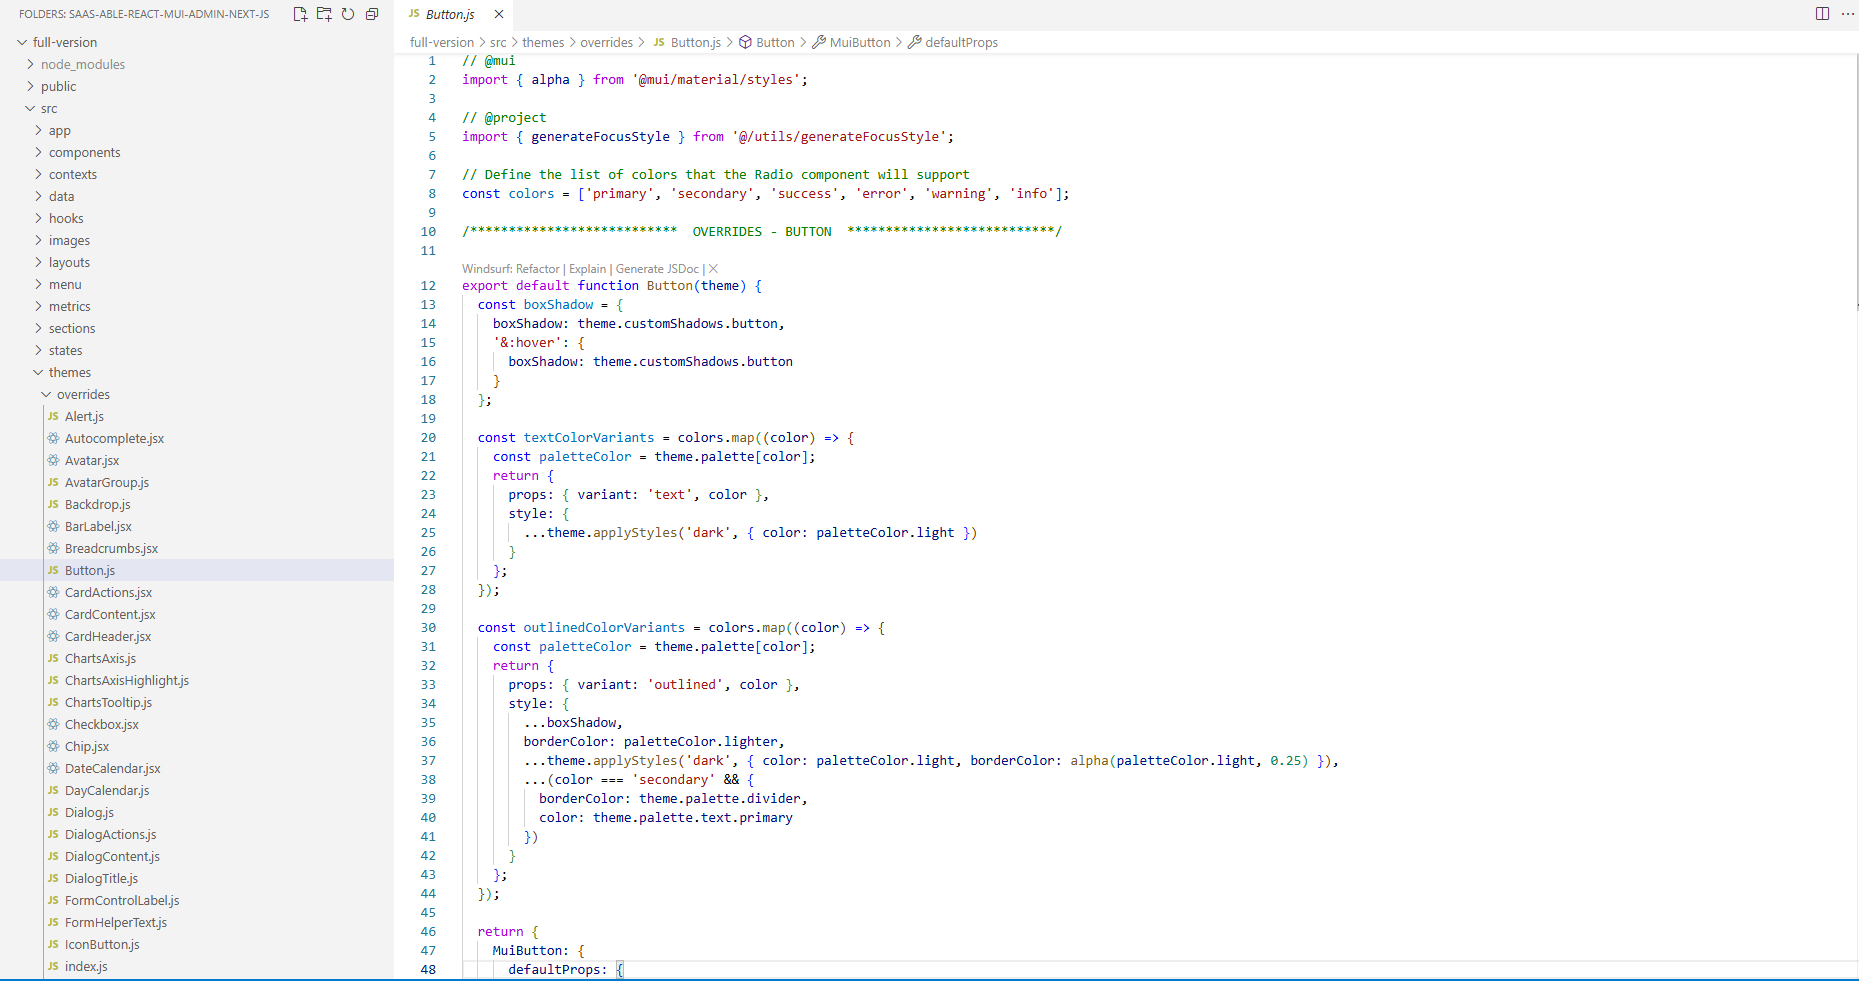 FOLDERS: SAAS-ABLE-REACT-MUI-ADMIN-NEXT-JS
full-version
node_modules
public
src
app
components
contexts
data
hooks
images
layouts
menu
metrics
sections
states
themes
overrides
JS Alert.js
Autocomplete.jsx
Avatar.jsx
JS AvatarGroup.js
JS Backdrop.js
BarLabel.jsx
Breadcrumbs.jsx
JS Button.js
CardActions.jsx
CardContent.jsx
CardHeader.jsx
JS ChartsAxis.js
JS ChartsAxisHighlight.js
JS ChartsTooltip.js
Checkbox.jsx
Chip.jsx
DateCalendar.jsx
JS DayCalendar.js
JS Dialog.js
JS DialogActions.js
JS DialogContent.js
JS DialogTitle.js
JS FormControlLabel.js
JS FormHelperText.js
JS IconButton.js
JS index.js
JS Button.js
full-version > src > themes > overrides > JS Button.js > Button > MuiButton > defaultProps
1 // @mui
2 import { alpha } from '@mui/material/styles';
3
4 // @project
5 import { generateFocusStyle } from '@/utils/generateFocusStyle';
6
7 // Define the list of colors that the Radio component will support
8 const colors = ['primary', 'secondary', 'success', 'error', 'warning', 'info'];
9
10 /*************************** OVERRIDES - BUTTON ***************************/
11
Windsurf: Refactor | Explain | Generate JSDoc | X
12 export default function Button(theme) {
13 const boxShadow = {
14 boxShadow: theme.customShadows.button,
15 '&:hover': {
16 boxShadow: theme.customShadows.button
17 }
18 };
19
20 const textColorVariants = colors.map((color) => {
21 const paletteColor = theme.palette[color];
22 return {
23 props: { variant: 'text', color },
24 style: {
25 ...theme.applyStyles('dark', { color: paletteColor.light })
26 }
27 };
28 });
29
30 const outlinedColorVariants = colors.map((color) => {
31 const paletteColor = theme.palette[color];
32 return {
33 props: { variant: 'outlined', color },
34 style: {
35 ...boxShadow,
36 borderColor: paletteColor.lighter,
37 ...theme.applyStyles('dark', { color: paletteColor.light, borderColor: alpha(paletteColor.light, 0.25) }),
38 ...(color === 'secondary' && {
39 borderColor: theme.palette.divider,
40 color: theme.palette.text.primary
41 })
42 }
43 };
44 });
45
46 return {
47 MuiButton: {
48 defaultProps: {